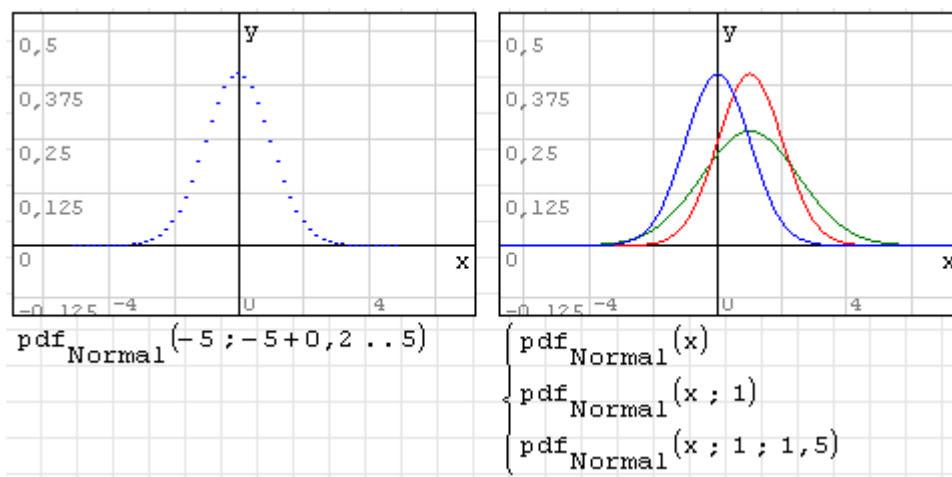 y
0,5
0,375
0,25
0,125
0
x
-0,125
-4
0
4
pdf Normal (-5 ; -5+0,2 .. 5)
y
0,5
0,375
0,25
0,125
0
x
-0,125
-4
0
4
pdf Normal (x)
pdf Normal (x ; 1)
pdf Normal (x ; 1 ; 1,5)